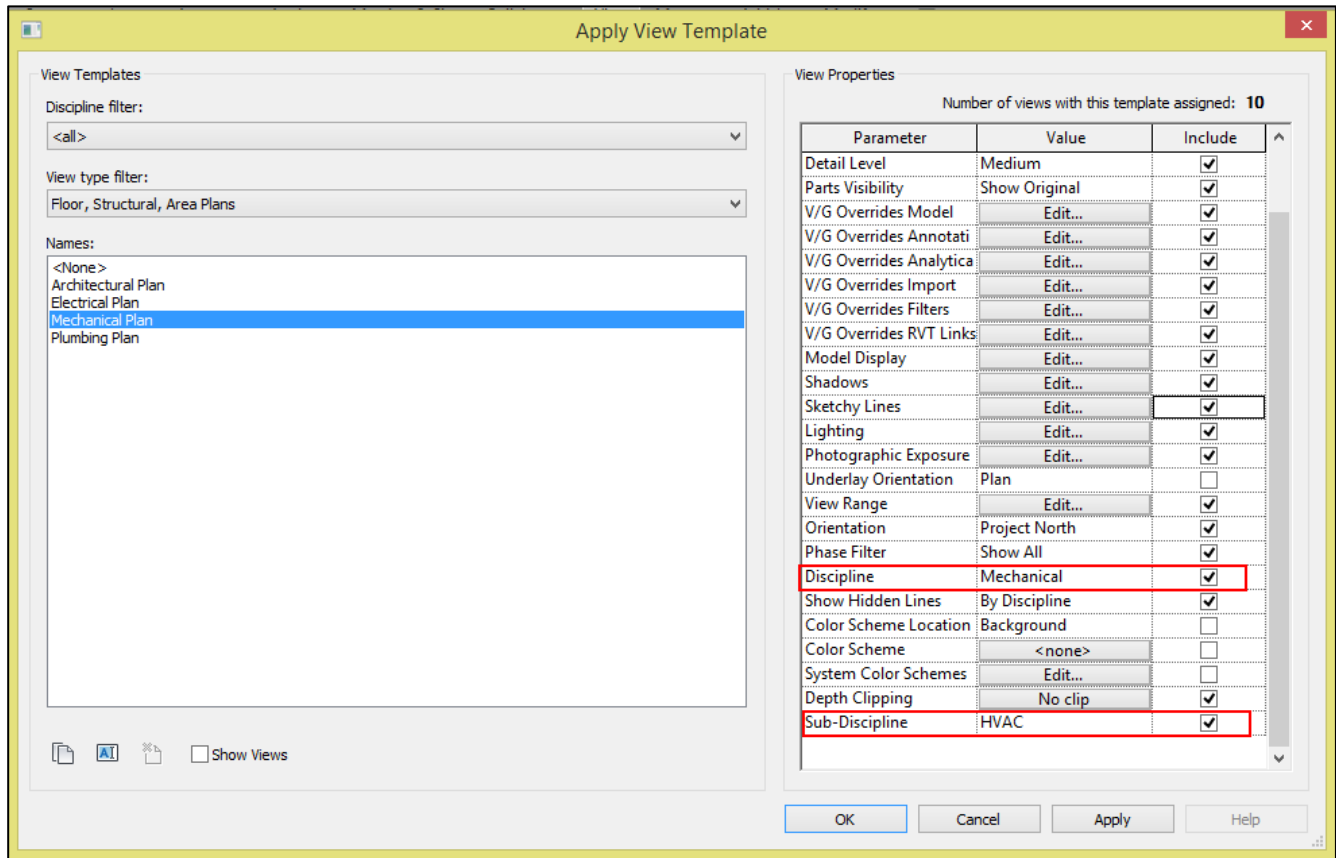 Apply View Template
View Templates
Discipline filter:
<all>
View type filter:
Floor, Structural, Area Plans
Names:
<None>
Architectural Plan
Electrical Plan
Mechanical Plan
Plumbing Plan
AI
Show Views
View Properties
Number of views with this template assigned: 10
Parameter Value Include
Detail Level Medium
Parts Visibility Show Original
V/G Overrides Model Edit...
V/G Overrides Annotati Edit...
V/G Overrides Analytica Edit...
V/G Overrides Import Edit...
V/G Overrides Filters Edit...
V/G Overrides RVT Links Edit...
Model Display Edit...
Shadows Edit...
Sketchy Lines Edit...
Lighting Edit...
Photographic Exposure Edit...
Underlay Orientation Plan
View Range Edit...
Orientation Project North
Phase Filter Show All
Discipline Mechanical
Show Hidden Lines By Discipline
Color Scheme Location Background
Color Scheme <none>
System Color Schemes Edit...
Depth Clipping No clip
Sub-Discipline HVAC
OK Cancel Apply Help